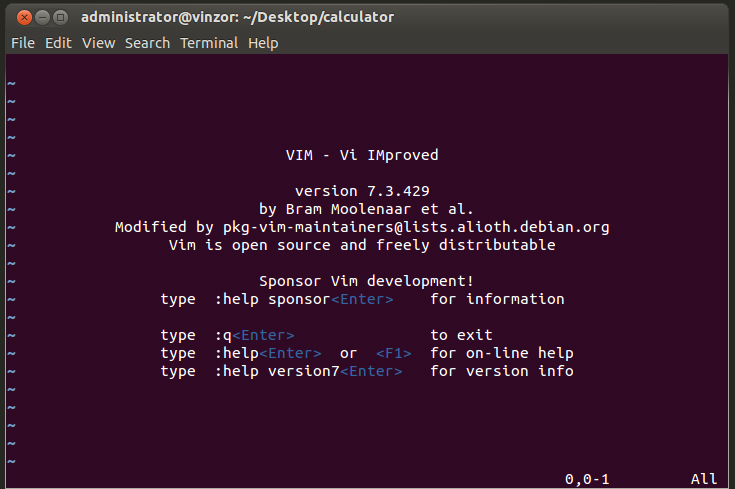 administrator@vinzor: ~/Desktop/calculator
File Edit View Search Terminal Help
~
~
~
~
~ VIM - Vi IMproved
~
~ version 7.3.429
~ by Bram Moolenaar et al.
~ Modified by pkg-vim-maintainers@lists.alioth.debian.org
~ Vim is open source and freely distributable
~
~ Sponsor Vim development!
~ type :help sponsor<Enter> for information
~
~ type :q<Enter> to exit
~ type :help<Enter> or <F1> for on-line help
~ type :help version7<Enter> for version info
~
~
~
~
~
0,0-1 All